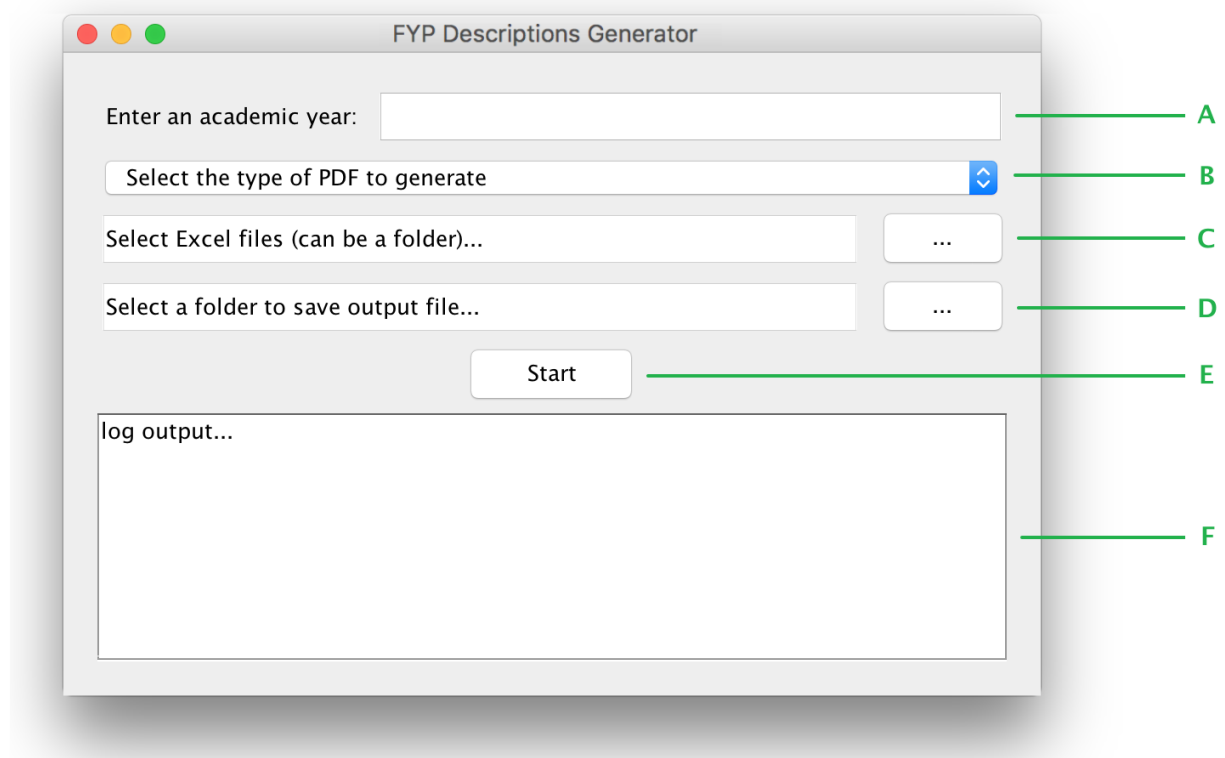 FYP Descriptions Generator
Enter an academic year:
A
Select the type of PDF to generate
B
Select Excel files (can be a folder)...
...
C
Select a folder to save output file...
...
D
Start
E
log output...
F